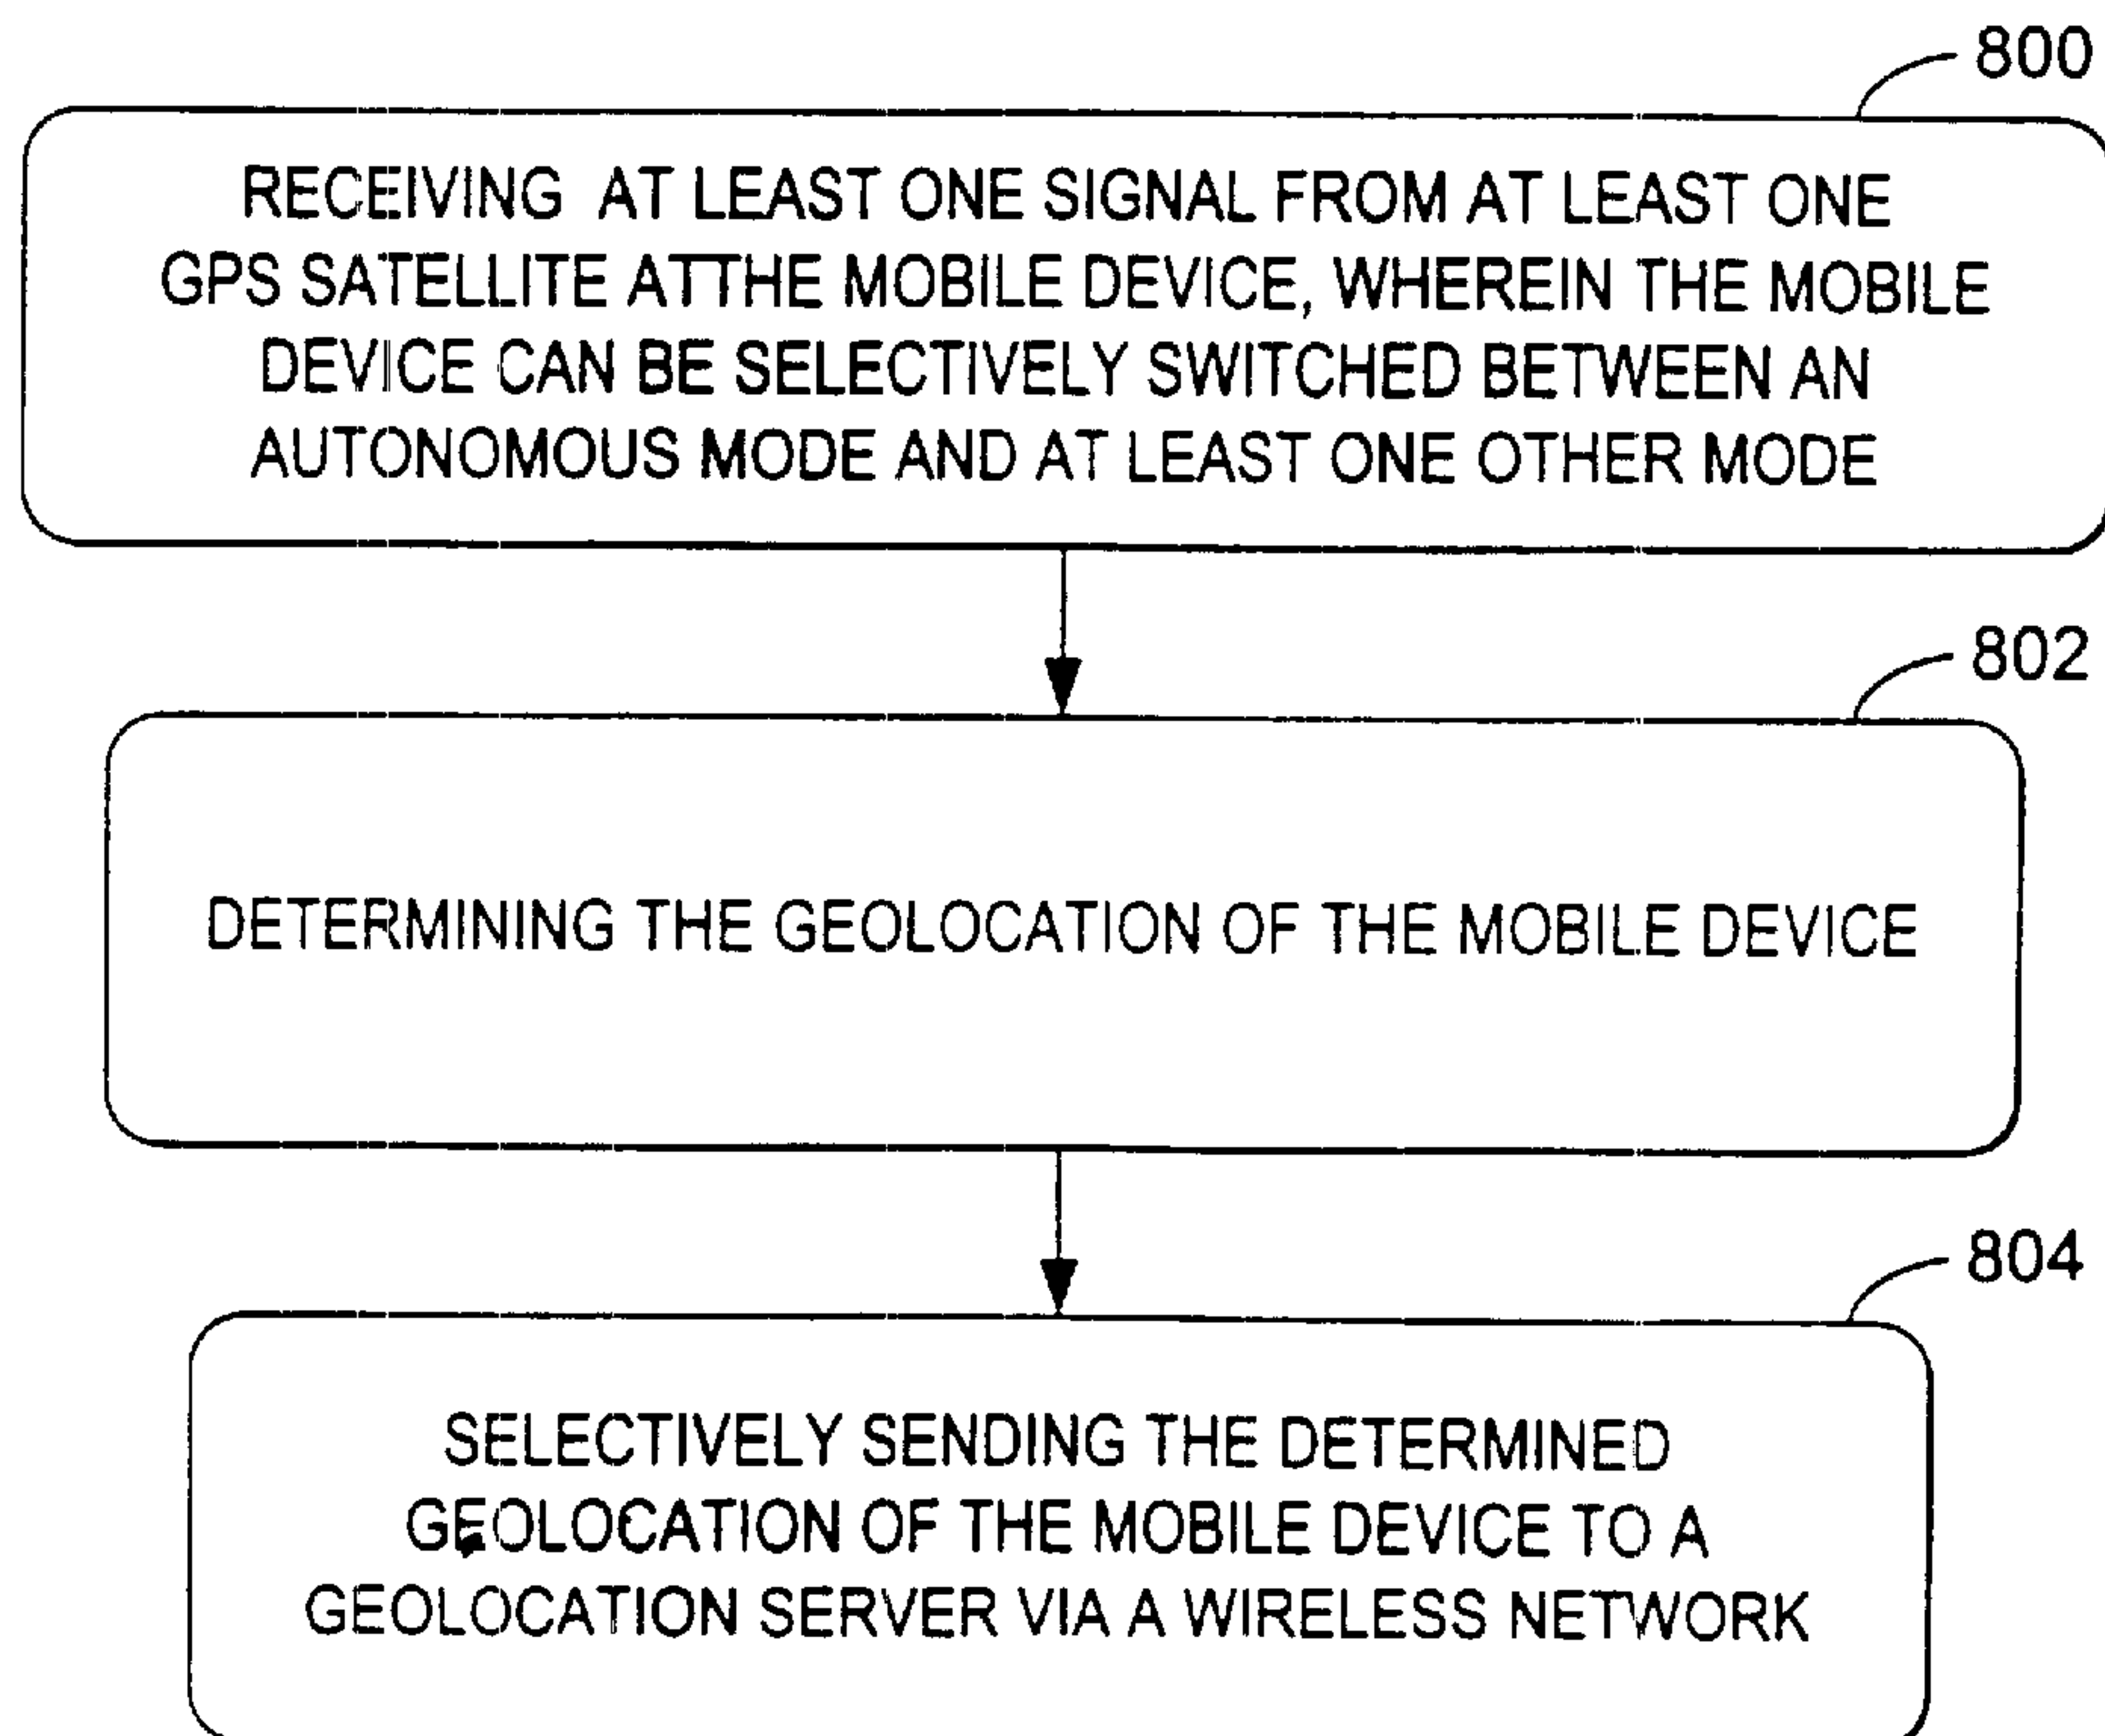 800
RECEIVING AT LEAST ONE SIGNAL FROM AT LEAST ONE
GPS SATELLITE ATTHE MOBILE DEVICE, WHEREIN THE MOBILE
DEVICE CAN BE SELECTIVELY SWITCHED BETWEEN AN
AUTONOMOUS MODE AND AT LEAST ONE OTHER MODE
802
DETERMINING THE GEOLOCATION OF THE MOBILE DEVICE
804
SELECTIVELY SENDING THE DETERMINED
GEOLOCATION OF THE MOBILE DEVICE TO A
GEOLOCATION SERVER VIA A WIRELESS NETWORK